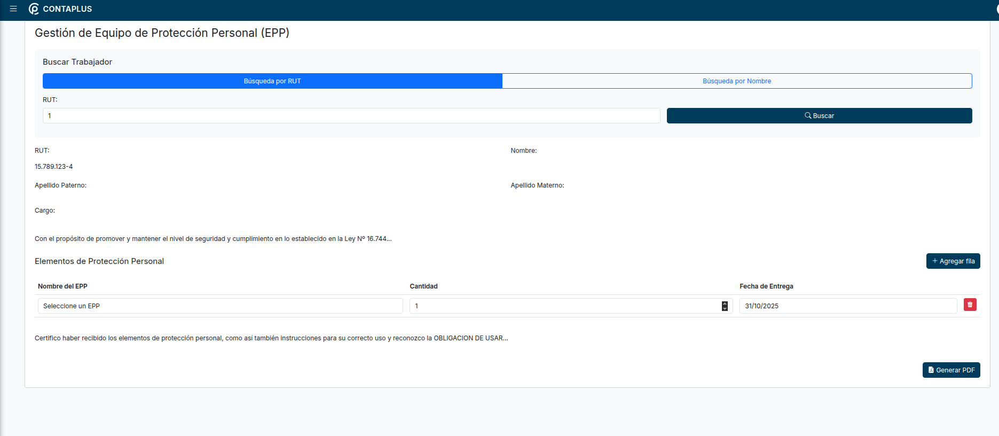 CONTAPLUS
Gestión de Equipo de Protección Personal (EPP)
Buscar Trabajador
Búsqueda por RUT
Búsqueda por Nombre
RUT:
1
Buscar
RUT:
Nombre:
15.789.123-4
Apellido Paterno:
Apellido Materno:
Cargo:
Con el propósito de promover y mantener el nivel de seguridad y cumplimiento en lo establecido en la Ley Nº 16.744...
Elementos de Protección Personal
+ Agregar fila
Nombre del EPP
Cantidad
Fecha de Entrega
Seleccione un EPP
1
31/10/2025
Certifico haber recibido los elementos de protección personal, como así también instrucciones para su correcto uso y reconozco la OBLIGACION DE USAR...
Generar PDF